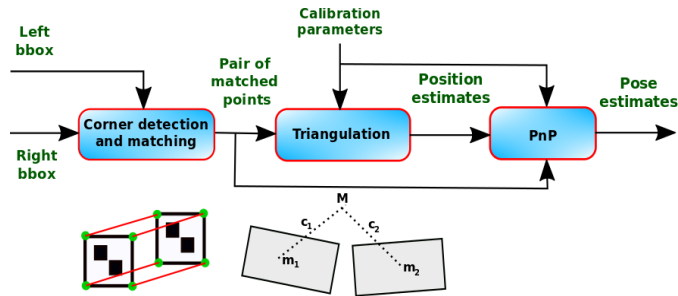 Left
bbox
Right
bbox
Corner detection
and matching
Pair of
matched
points
Calibration
parameters
Triangulation
Position
estimates
PnP
Pose
estimates
M
c1
c2
m1
m2